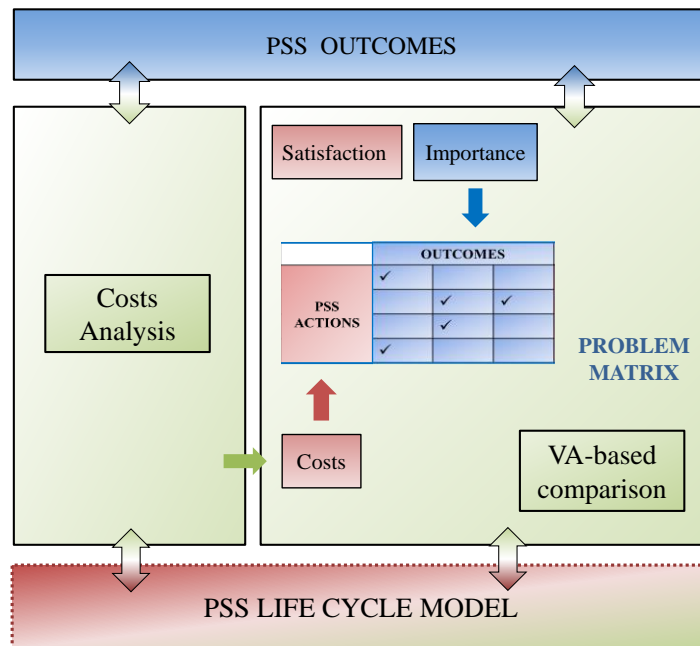 PSS OUTCOMES
Satisfaction
Importance
OUTCOMES
✓
PSS
ACTIONS
✓ ✓
✓
✓
Costs
Analysis
PROBLEM
MATRIX
Costs
VA-based
comparison
PSS LIFE CYCLE MODEL